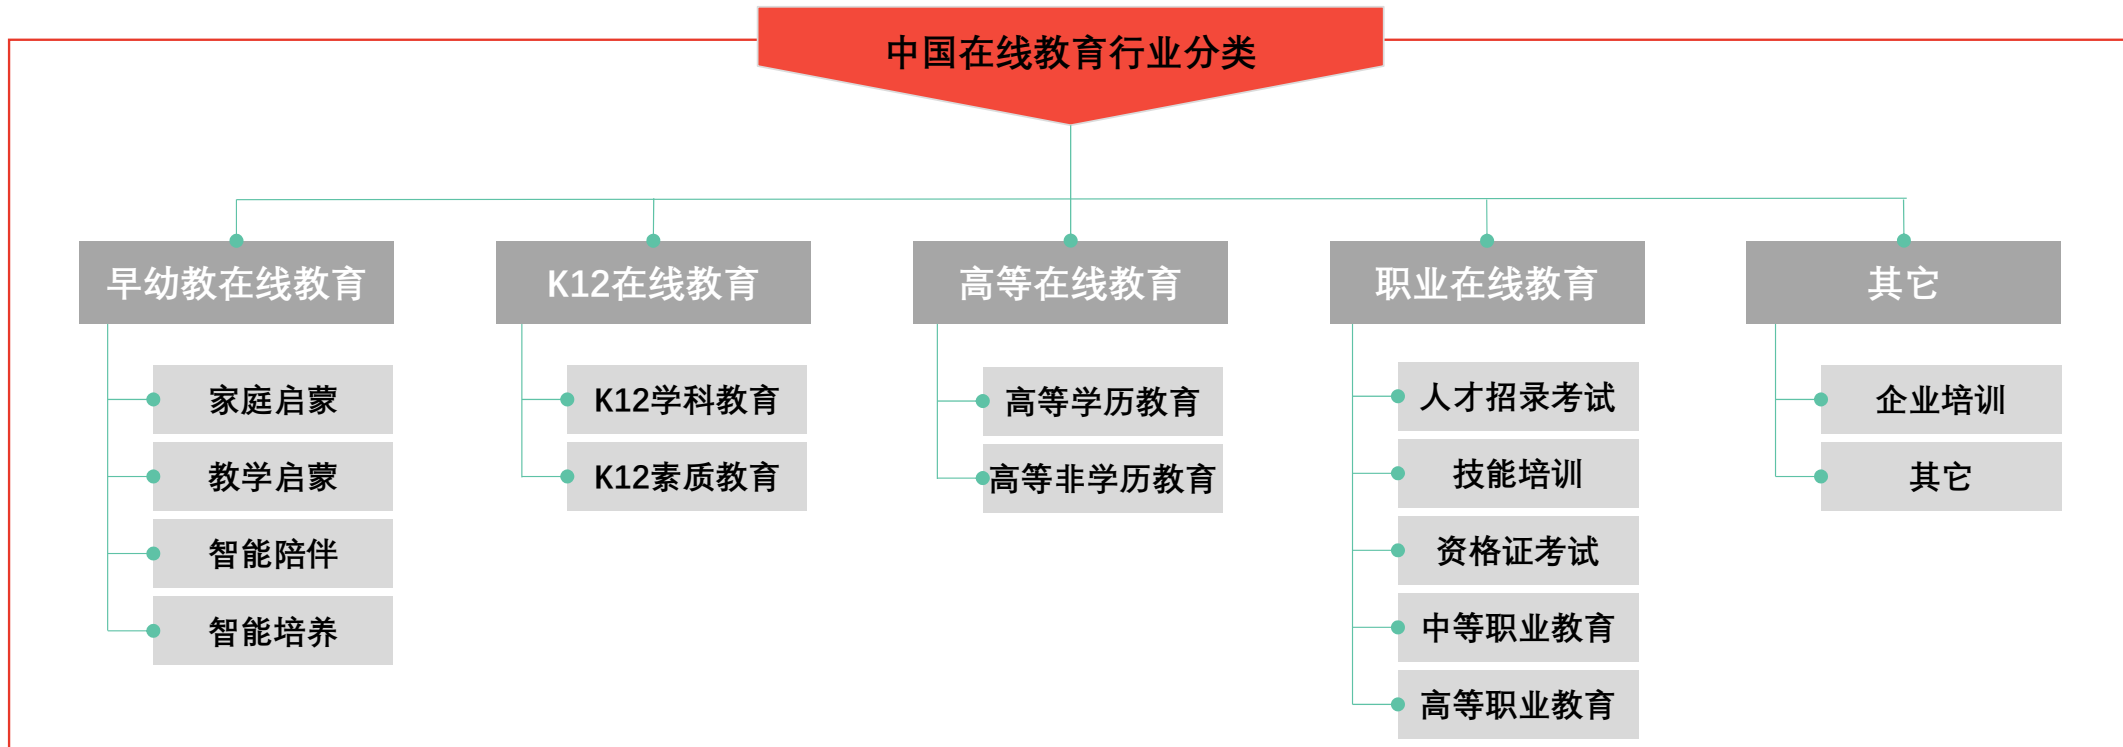 中国在线教育行业分类
早幼教在线教育
家庭启蒙
教学启蒙
智能陪伴
智能培养
K12在线教育
K12学科教育
K12素质教育
高等在线教育
高等学历教育
高等非学历教育
职业在线教育
人才招录考试
技能培训
资格证考试
中等职业教育
高等职业教育
其它
企业培训
其它